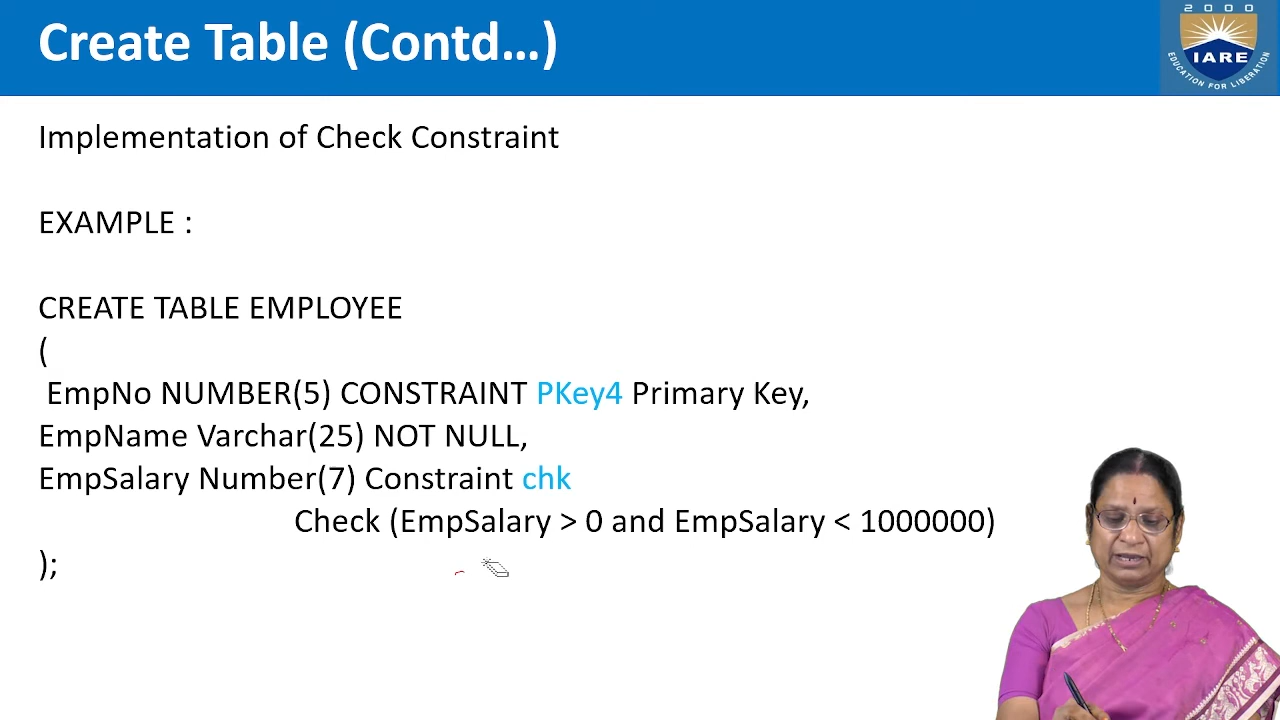 Create Table (Contd...)
2000
IARE
EDUCATION FOR LIBERATION
Implementation of Check Constraint
EXAMPLE :
CREATE TABLE EMPLOYEE
(
EmpNo NUMBER(5) CONSTRAINT PKey4 Primary Key,
EmpName Varchar(25) NOT NULL,
EmpSalary Number(7) Constraint chk
Check (EmpSalary > 0 and EmpSalary < 1000000)
);